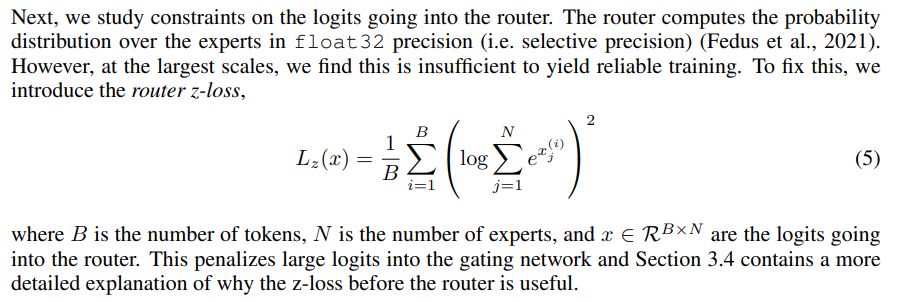 Next, we study constraints on the logits going into the router. The router computes the probability
distribution over the experts in float32 precision (i.e. selective precision) (Fedus et al., 2021).
However, at the largest scales, we find this is insufficient to yield reliable training. To fix this, we
introduce the router z-loss,
L_z(x) = \frac{1}{B} \sum_{i=1}^{B} \left( \log \sum_{j=1}^{N} e^{x_j^{(i)}} \right)^2 (5)
where B is the number of tokens, N is the number of experts, and x ∈ \mathcal{R}^{B×N} are the logits going
into the router. This penalizes large logits into the gating network and Section 3.4 contains a more
detailed explanation of why the z-loss before the router is useful.